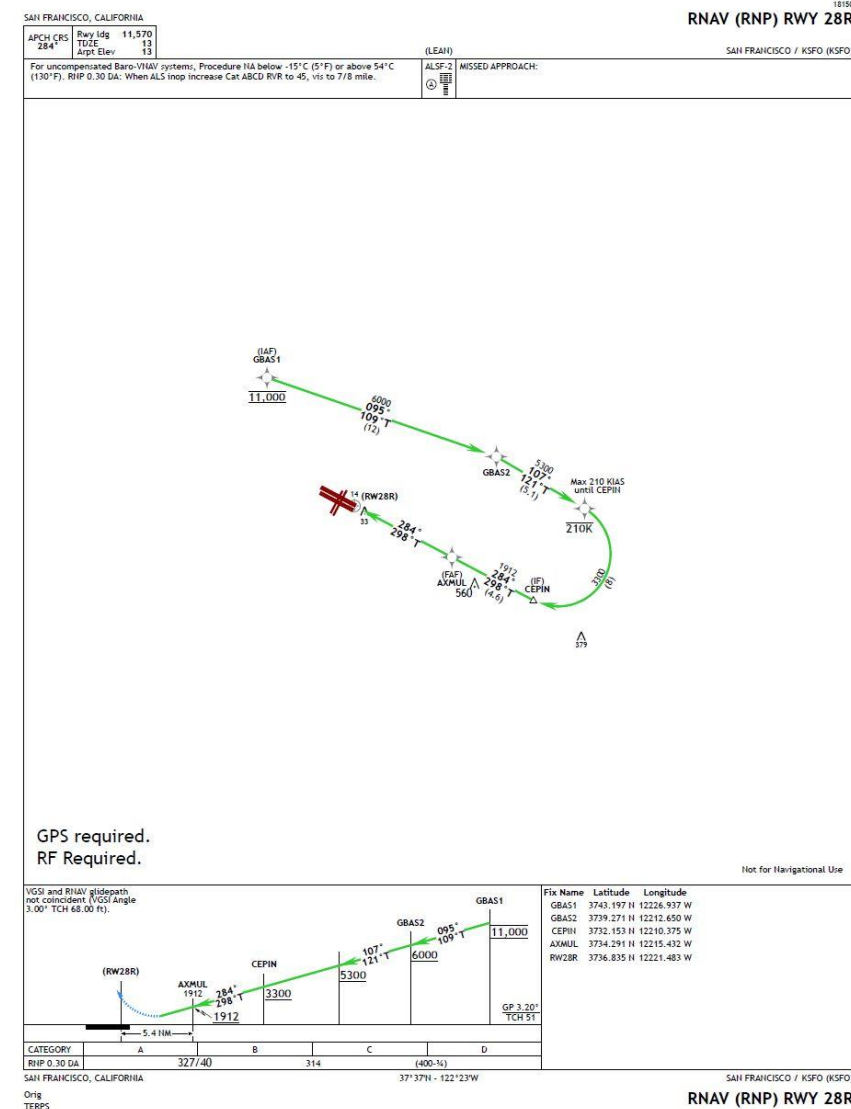 18150
SAN FRANCISCO, CALIFORNIA
RNAV (RNP) RWY 28R
APCH CRS
284°
Rwy ldg 11,570
TDZE 13
Arpt Elev 13
(LEAN)
SAN FRANCISCO / KSFO (KSFO)
For uncompensated Baro-VNAV systems, Procedure NA below -15°C (5°F) or above 54°C
(130°F). RNP 0.30 DA: When ALS inop increase Cat ABCD RVR to 45, vis to 7/8 mile.
ALSF-2
A
MISSED APPROACH:
(IAF)
GBAS1
11,000
6000
095°
109°T
(12)
GBAS2
5300
107°
121°T
(5.1)
Max 210 KIAS
until CEPIN
210K
14 (RW28R)
33
284°
298°T
(FAF)
AXMUL
560
1912
284°
298°T
(4.6)
(IF)
CEPIN
3300
(8)
379
GPS required.
RF Required.
Not for Navigational Use
VGSI and RNAV glidepath
not coincident (VGSI Angle
3.00° TCH 68.00 ft).
(RW28R)
AXMUL
1912
284°
298°T
1912
CEPIN
3300
107°
121°T
5300
GBAS2
6000
095°
109°T
GBAS1
11,000
GP 3.20°
TCH 51
5.4 NM
Fix Name Latitude Longitude
GBAS1 3743.197 N 12226.937 W
GBAS2 3739.271 N 12212.650 W
CEPIN 3732.153 N 12210.375 W
AXMUL 3734.291 N 12215.432 W
RW28R 3736.835 N 12221.483 W
CATEGORY A B C D
RNP 0.30 DA 327/40 314 (400-¾)
SAN FRANCISCO, CALIFORNIA
37°37'N - 122°23'W
SAN FRANCISCO / KSFO (KSFO)
Orig
TERPS
RNAV (RNP) RWY 28R